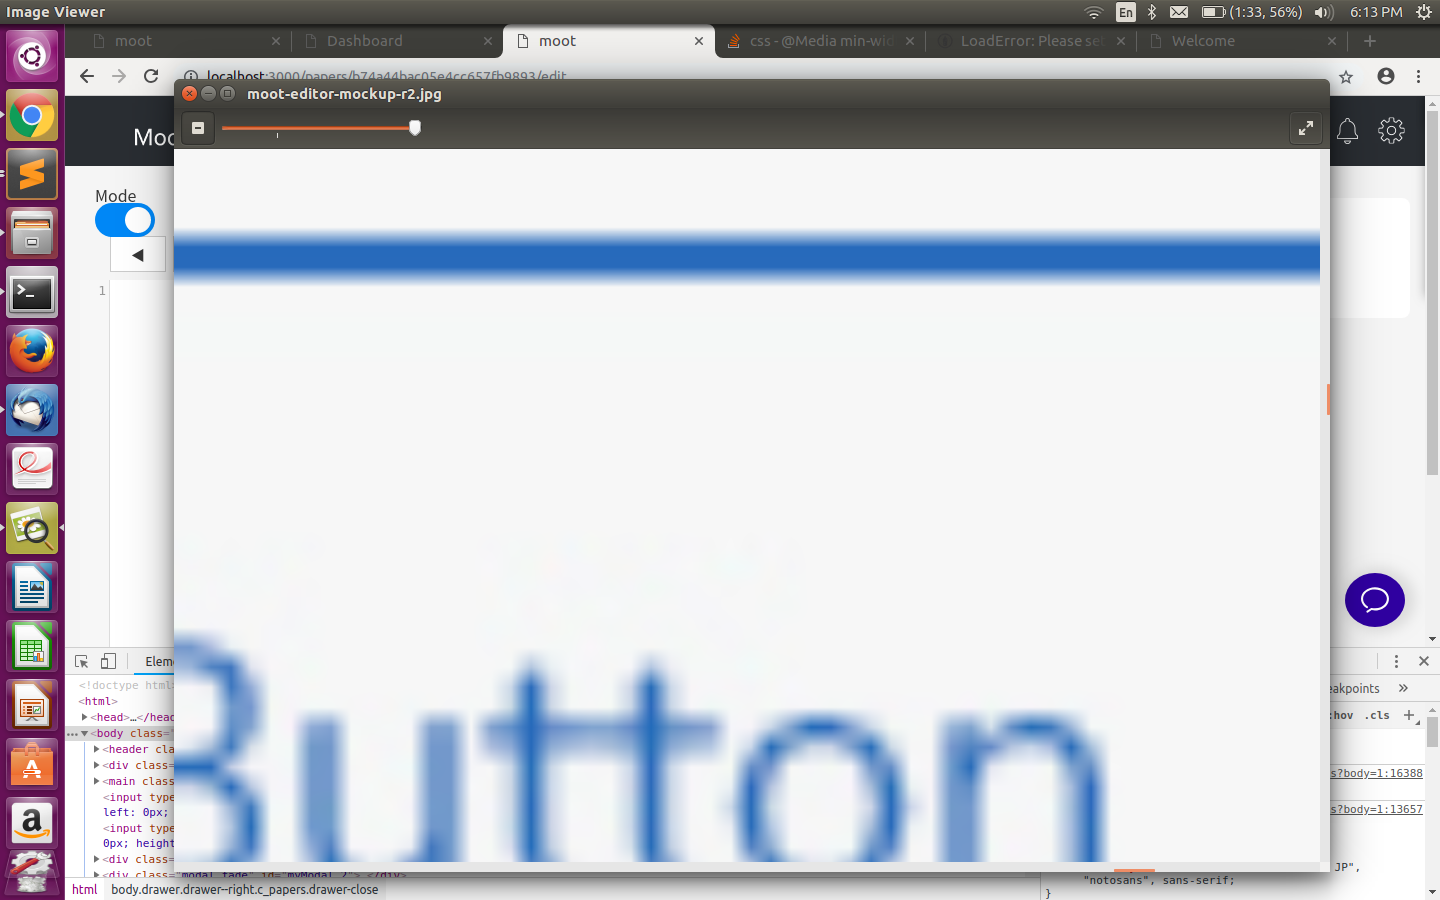 Image Viewer
En
(1:33, 56%)
6:13 PM
moot
Dashboard
moot
css - @Media min-wid
LoadError: Please se
Welcome
localhost:3000/papers/b74a44bac05e4cc657fb9893/edit
moot-editor-mockup-r2.jpg
Moo
Mode
1
Button
Eleme
<!doctype html>
<html>
<head>…</head
<body class="
<header cla
<div class=
<main class
<input type
left: 0px;
<input type
0px; height
<div class=
<div class="modal fade" id="myModal 2"> </div>
eakpoints
:hov .cls
s?body=1:16388
s?body=1:13657
JP",
"notosans", sans-serif;
}
html body.drawer.drawer--right.c_papers.drawer-close